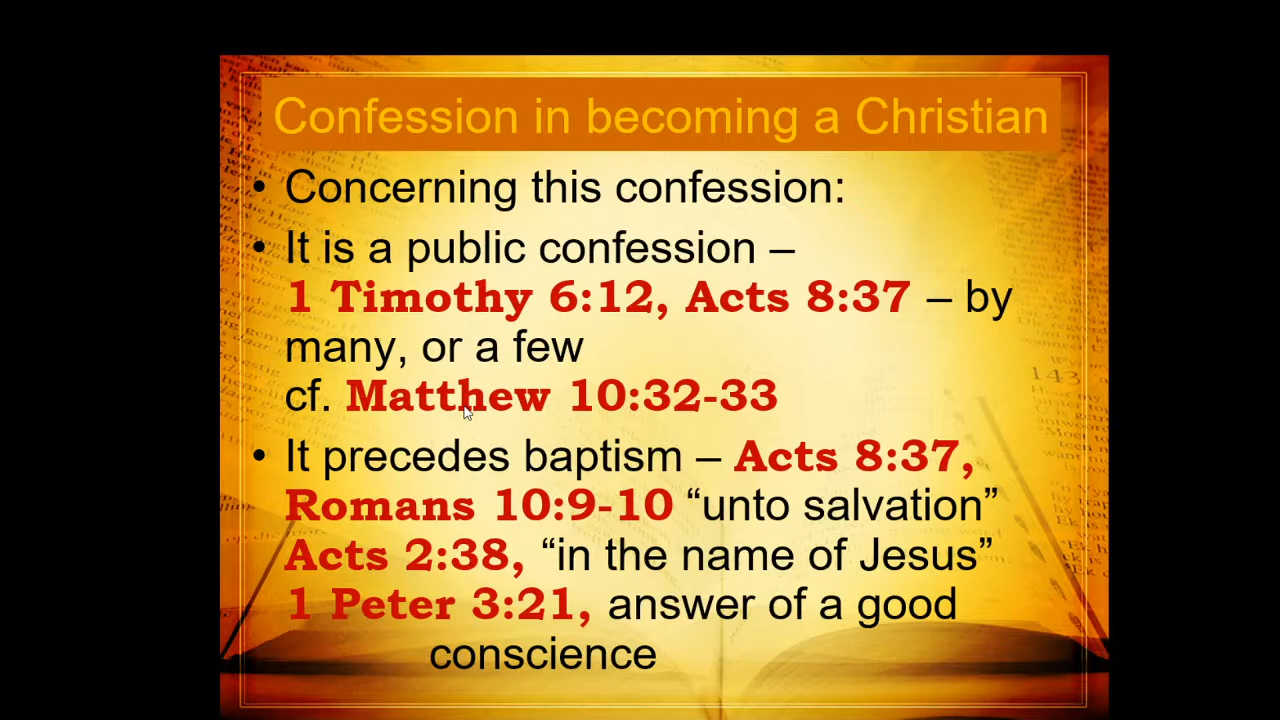 Confession in becoming a Christian
• Concerning this confession:
• It is a public confession –
1 Timothy 6:12, Acts 8:37 – by
many, or a few
cf. Matthew 10:32-33
• It precedes baptism – Acts 8:37,
Romans 10:9-10 “unto salvation”
Acts 2:38, “in the name of Jesus”
1 Peter 3:21, answer of a good
conscience
143